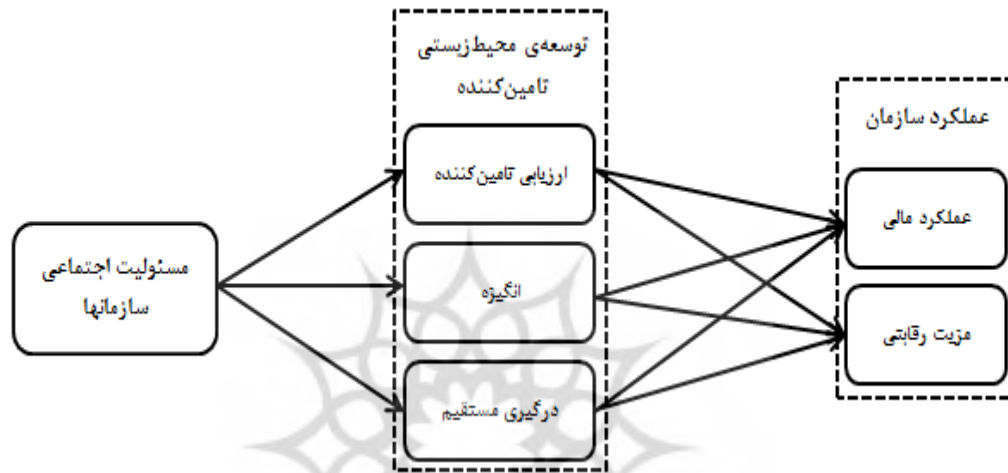 توسعه‌ی محیط‌زیستی
تامین‌کننده
عملکرد سازمان
ارزیابی تامین‌کننده
عملکرد مالی
مسئولیت اجتماعی
سازمانها
انگیزه
مزیت رقابتی
درگیری مستقیم